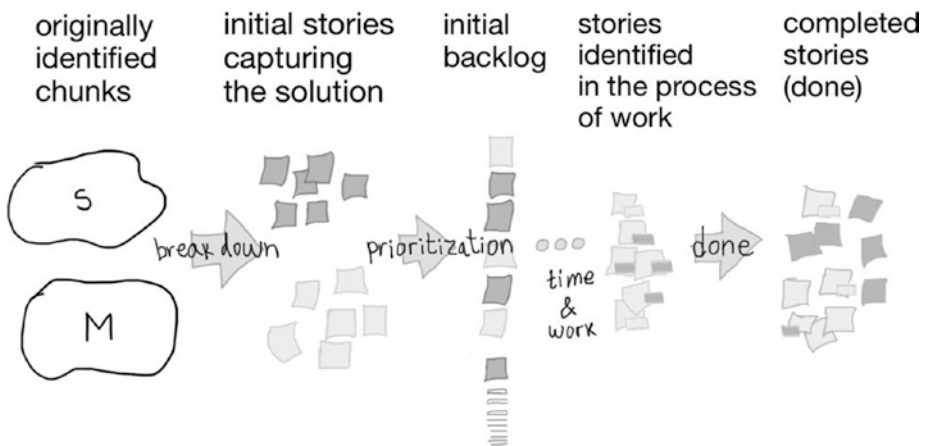 originally
identified
chunks
initial stories
capturing
the solution
initial
backlog
stories
identified
in the process
of work
completed
stories
(done)
S
M
break down
prioritization
time
&
work
done